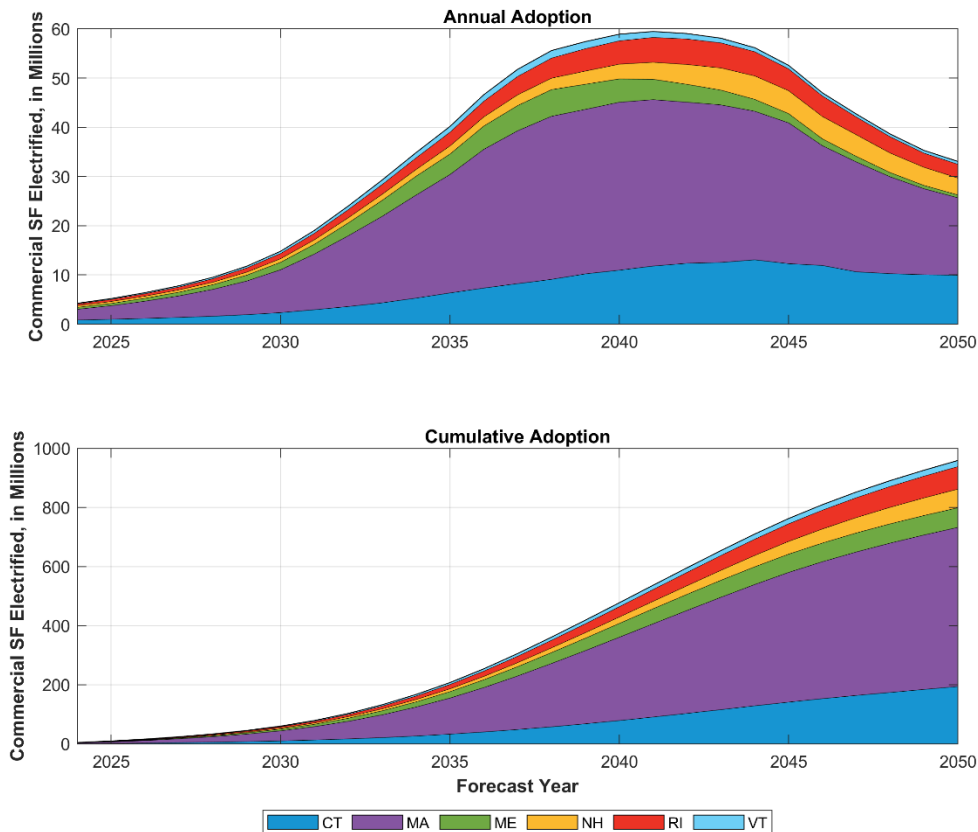 Annual Adoption
Commercial SF Electrified, in Millions
60
50
40
30
20
10
0
2025 2030 2035 2040 2045 2050
Cumulative Adoption
Commercial SF Electrified, in Millions
1000
800
600
400
200
0
2025 2030 2035 2040 2045 2050
Forecast Year
CT MA ME NH RI VT